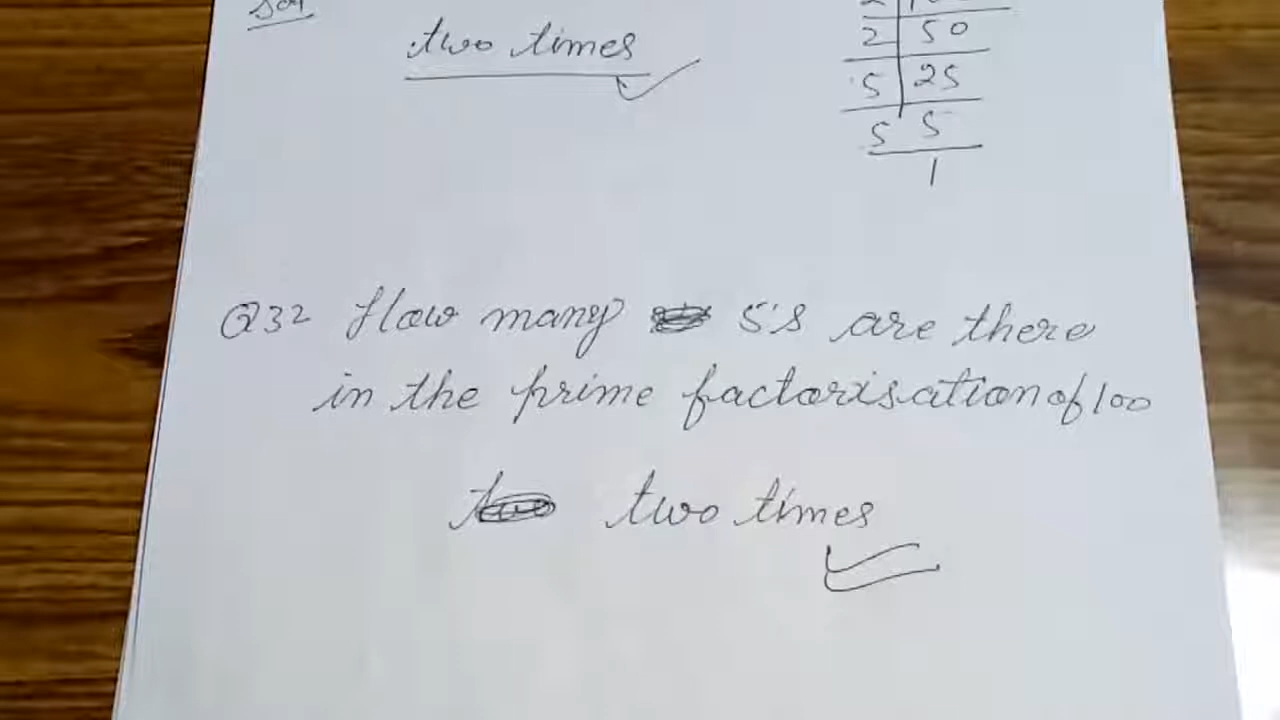 Sol
two times
2 50
5 25
5 5
1
Q32 How many 5's are there
in the prime factorisation of 100
two times